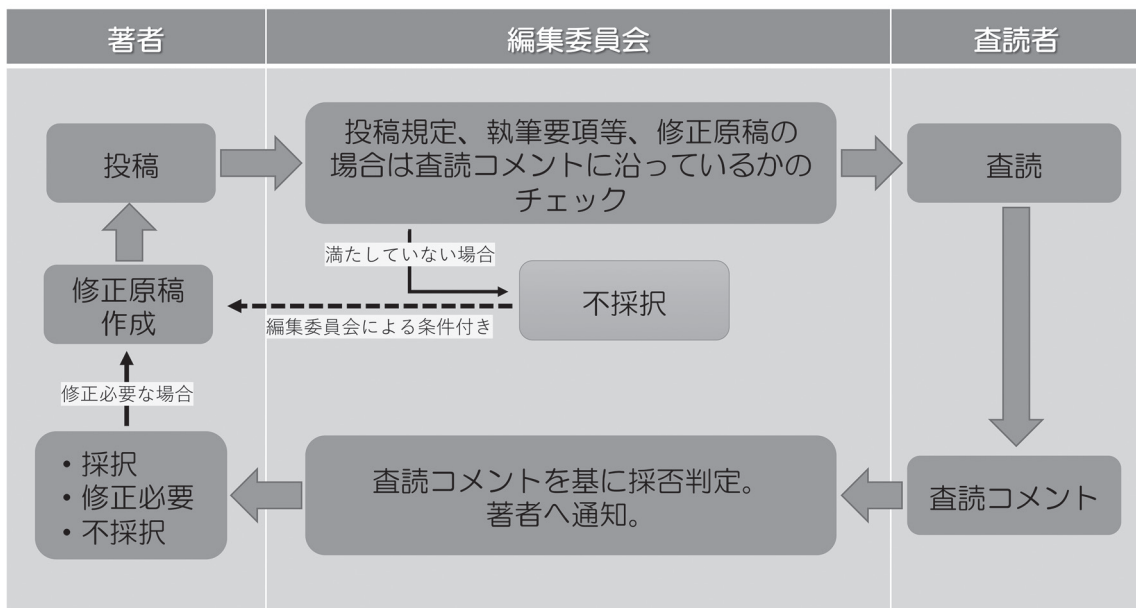 著者
編集委員会
査読者
投稿
投稿規定、執筆要項等、修正原稿の
場合は査読コメントに沿っているかの
チェック
査読
満たしていない場合
修正原稿
作成
不採択
編集委員会による条件付き
修正必要な場合
・採択
・修正必要
・不採択
査読コメントを基に採否判定。
著者へ通知。
査読コメント